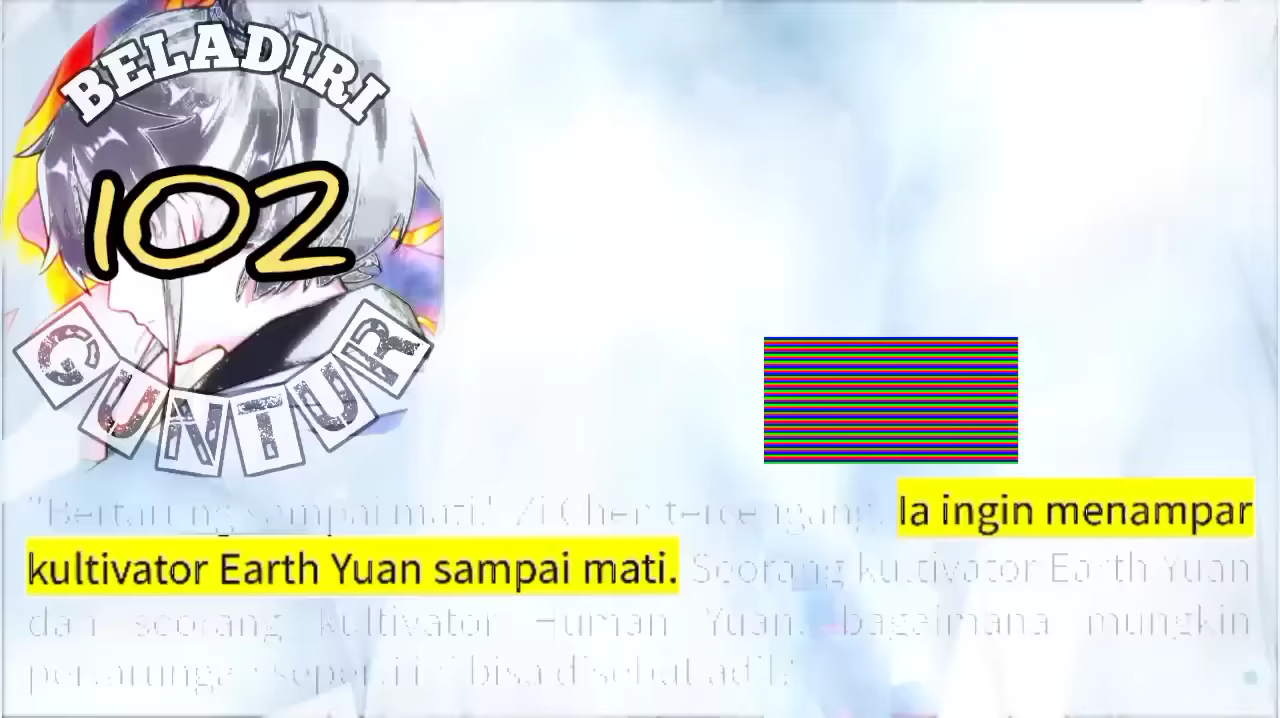 BELADIRI
102
GUNTUR
"Bertarung sampai mati!" Zi Chen tercengang. Ia ingin menampar
kultivator Earth Yuan sampai mati. Seorang kultivator Earth Yuan
dan seorang kultivator Human Yuan, bagaimana mungkin
pertarungan seperti ini bisa disebut adil?